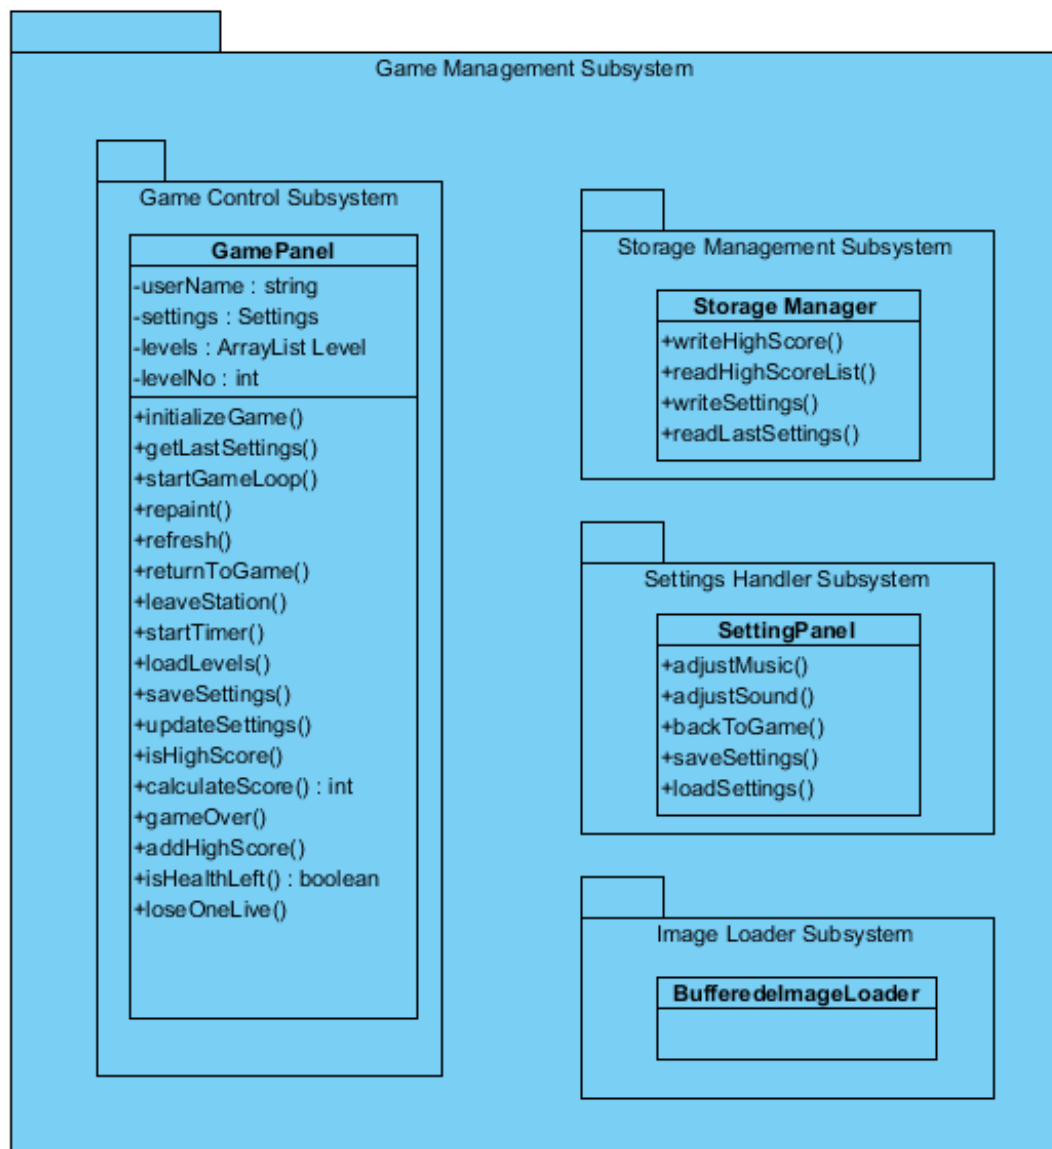 Game Management Subsystem
Game Control Subsystem
GamePanel
-userName : string
-settings : Settings
-levels : ArrayList Level
-levelNo : int
+initializeGame()
+getLastSettings()
+startGameLoop()
+repaint()
+refresh()
+returnToGame()
+leaveStation()
+startTimer()
+loadLevels()
+saveSettings()
+updateSettings()
+isHighScore()
+calculateScore() : int
+gameOver()
+addHighScore()
+isHealthLeft() : boolean
+loseOneLive()
Storage Management Subsystem
Storage Manager
+writeHighScore()
+readHighScoreList()
+writeSettings()
+readLastSettings()
Settings Handler Subsystem
SettingPanel
+adjustMusic()
+adjustSound()
+backToGame()
+saveSettings()
+loadSettings()
Image Loader Subsystem
BufferedeImageLoader